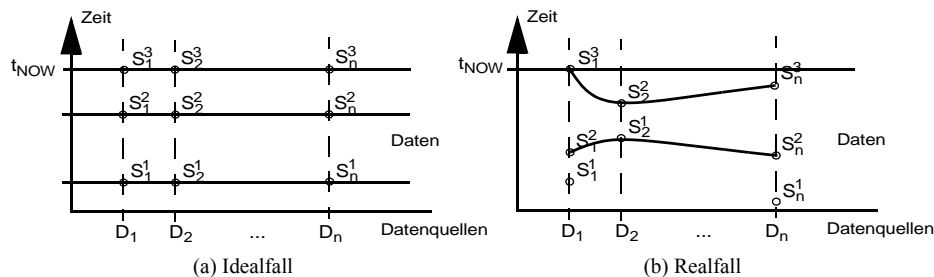 Zeit
t_NOW
S_1^3 S_2^3 S_n^3
S_1^2 S_2^2 S_n^2
Daten
S_1^1 S_2^1 S_n^1
D_1 D_2 ... D_n Datenquellen
(a) Idealfall
Zeit
t_NOW
S_1^3
S_n^3
S_2^2
S^2 S_2^1 S_n^2
Daten
S_1^1
S_n^1
D_1 D_2 ... D_n Datenquellen
(b) Realfall